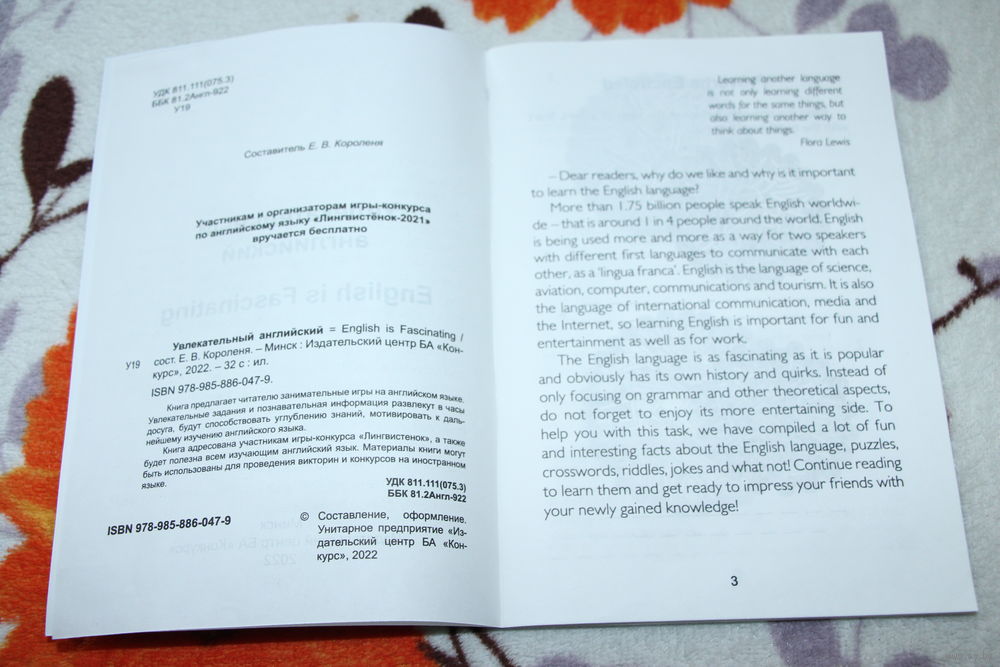 УДК 811.111(075.3)
ББК 81.2Англ-922
У19
Составитель Е. В. Короленя
Участникам и организаторам игры-конкурса
по английскому языку «Лингвистёнок-2021»
вручается бесплатно
Увлекательный английский = English is Fascinating /
У19 сост. Е. В. Короленя. – Минск : Издательский центр БА «Кон-
курс», 2022. – 32 с : ил.
ISBN 978-985-886-047-9.
Книга предлагает читателю занимательные игры на английском языке.
Увлекательные задания и познавательная информация развлекут в часы
досуга, будут способствовать углублению знаний, мотивировать к даль-
нейшему изучению английского языка.
Книга адресована участникам игры-конкурса «Лингвистенок», а также
будет полезна всем изучающим английский язык. Материалы книги могут
быть использованы для проведения викторин и конкурсов на иностранном
языке.
УДК 811.111(075.3)
ББК 81.2Англ-922
ISBN 978-985-886-047-9
© Составление, оформление.
Унитарное предприятие «Из-
дательский центр БА «Кон-
курс», 2022
Learning another language
is not only learning different
words for the same things, but
also learning another way to
think about things.
Flora Lewis
– Dear readers, why do we like and why is it important
to learn the English language?
More than 1.75 billion people speak English worldwi-
de – that is around 1 in 4 people around the world. English
is being used more and more as a way for two speakers
with different first languages to communicate with each
other, as a 'lingua franca'. English is the language of science,
aviation, computer, communications and tourism. It is also
the language of international communication, media and
the Internet, so learning English is important for fun and
entertainment as well as for work.
The English language is as fascinating as it is popular
and obviously has its own history and quirks. Instead of
only focusing on grammar and other theoretical aspects,
do not forget to enjoy its more entertaining side. To
help you with this task, we have compiled a lot of fun
and interesting facts about the English language, puzzles,
crosswords, riddles, jokes and what not! Continue reading
to learn them and get ready to impress your friends with
your newly gained knowledge!
3